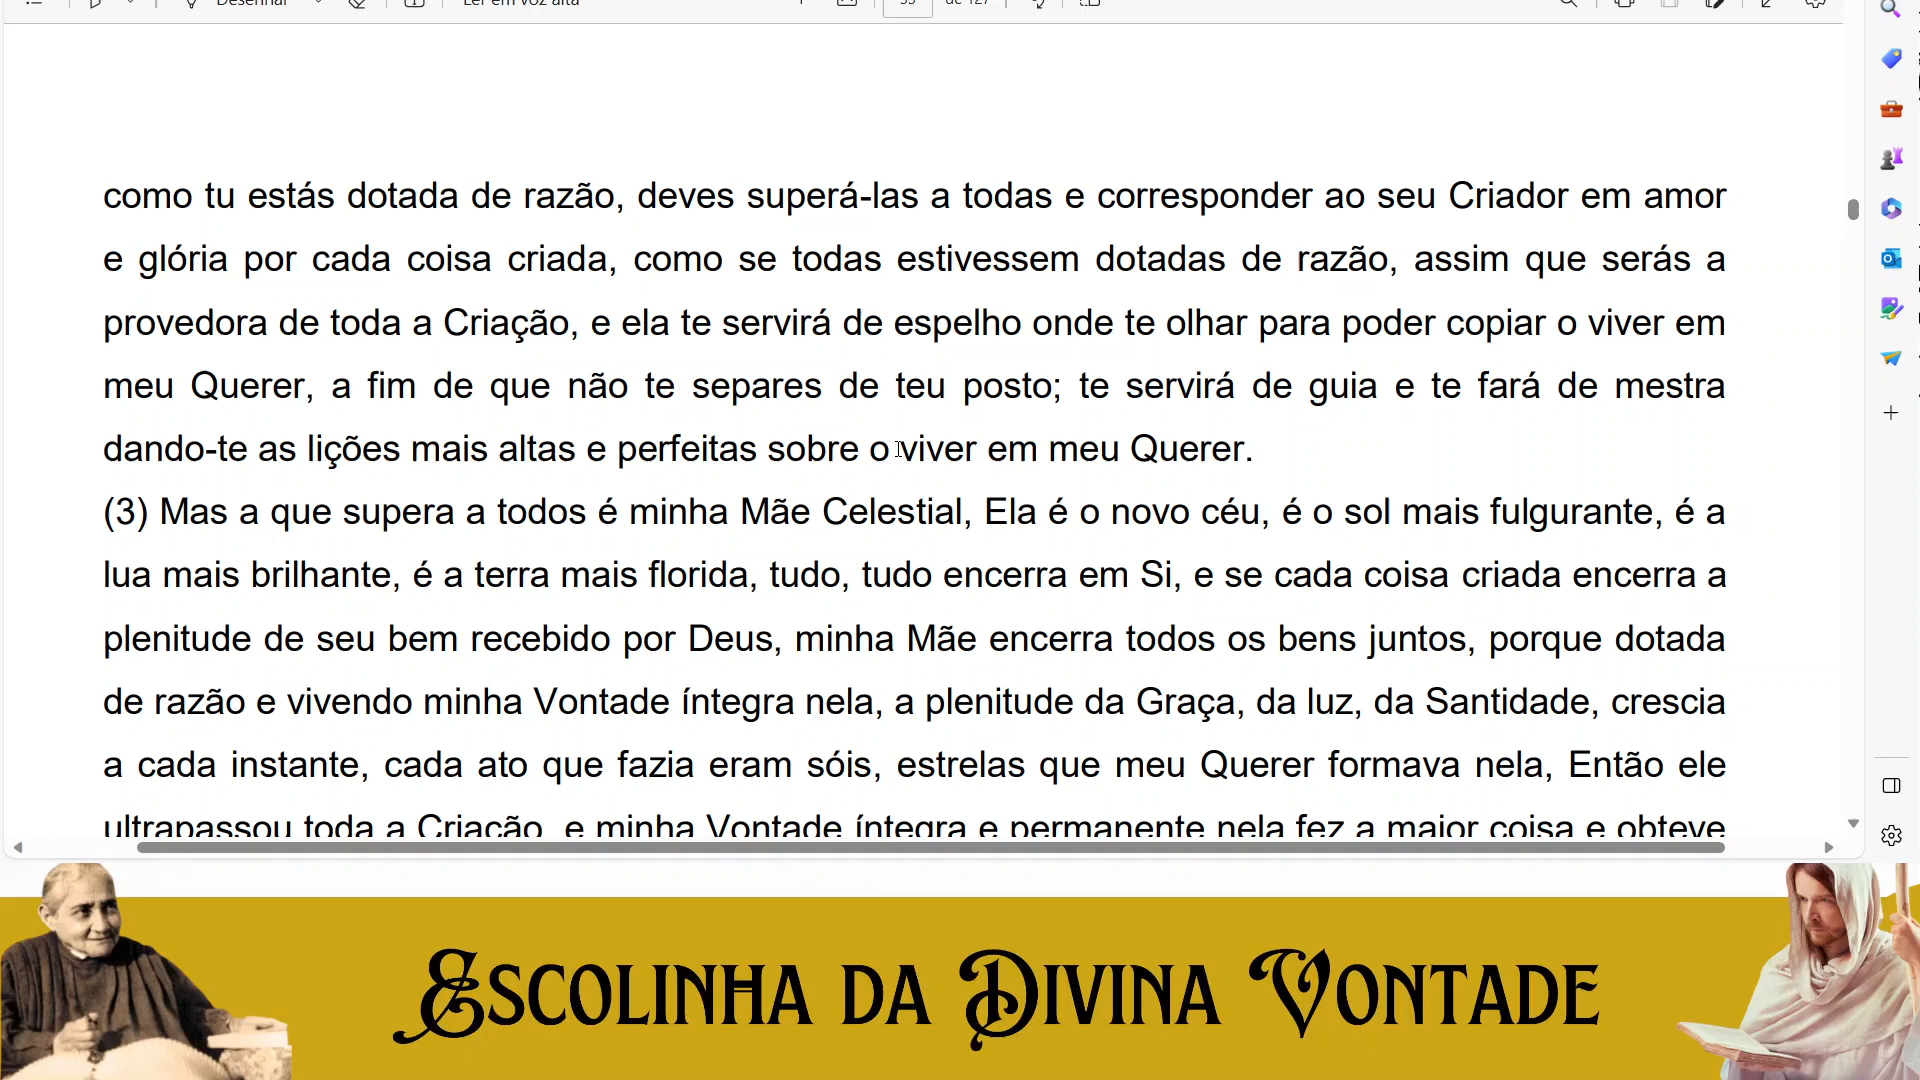 Desenhar
Ler em voz alta
de 127
como tu estás dotada de razão, deves superá-las a todas e corresponder ao seu Criador em amor
e glória por cada coisa criada, como se todas estivessem dotadas de razão, assim que serás a
provedora de toda a Criação, e ela te servirá de espelho onde te olhar para poder copiar o viver em
meu Querer, a fim de que não te separes de teu posto; te servirá de guia e te fará de mestra
dando-te as lições mais altas e perfeitas sobre o viver em meu Querer.
(3) Mas a que supera a todos é minha Mãe Celestial, Ela é o novo céu, é o sol mais fulgurante, é a
lua mais brilhante, é a terra mais florida, tudo, tudo encerra em Si, e se cada coisa criada encerra a
plenitude de seu bem recebido por Deus, minha Mãe encerra todos os bens juntos, porque dotada
de razão e vivendo minha Vontade íntegra nela, a plenitude da Graça, da luz, da Santidade, crescia
a cada instante, cada ato que fazia eram sóis, estrelas que meu Querer formava nela, Então ele
ultrapassou toda a Criação, e minha Vontade íntegra e permanente nela fez a maior coisa e obteve
Escolinha da Divina Vontade